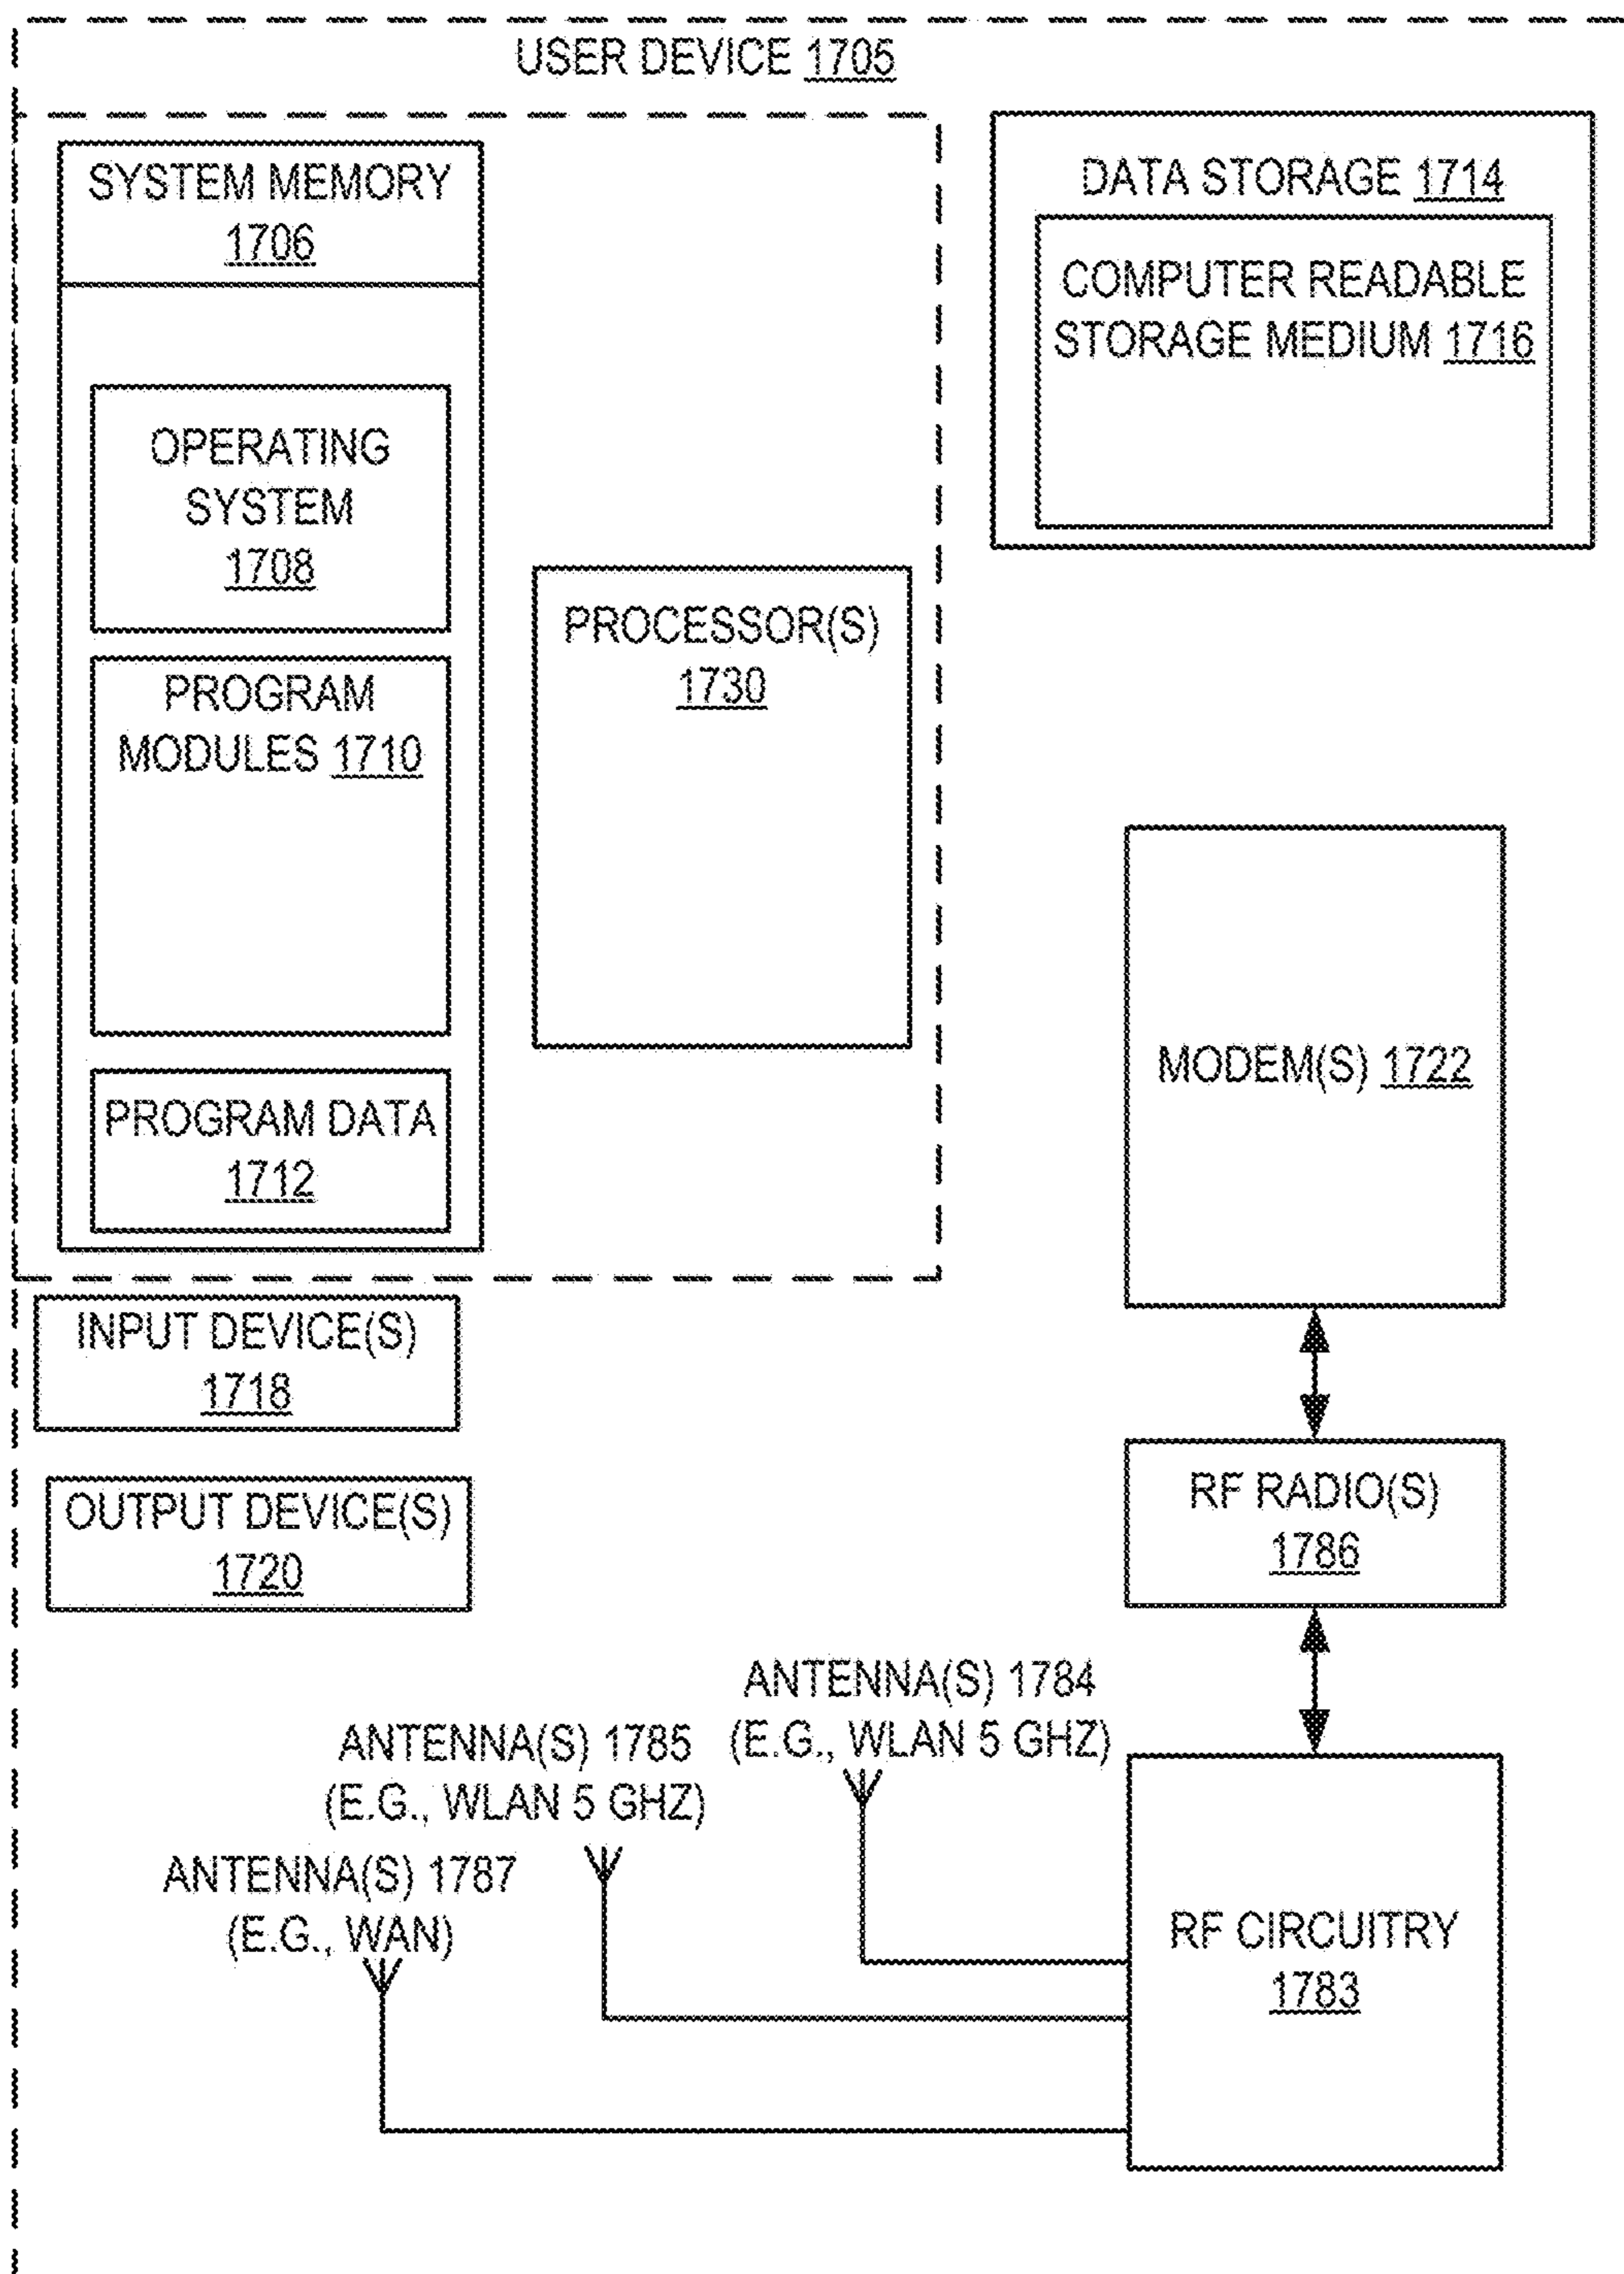 USER DEVICE 1705
SYSTEM MEMORY
1706
OPERATING
SYSTEM
1708
PROGRAM
MODULES 1710
PROGRAM DATA
1712
PROCESSOR(S)
1730
DATA STORAGE 1714
COMPUTER READABLE
STORAGE MEDIUM 1716
MODEM(S) 1722
INPUT DEVICE(S)
1718
OUTPUT DEVICE(S)
1720
RF RADIO(S)
1786
ANTENNA(S) 1784
(E.G., WLAN 5 GHZ)
ANTENNA(S) 1785
(E.G., WLAN 5 GHZ)
ANTENNA(S) 1787
(E.G., WAN)
RF CIRCUITRY
1783